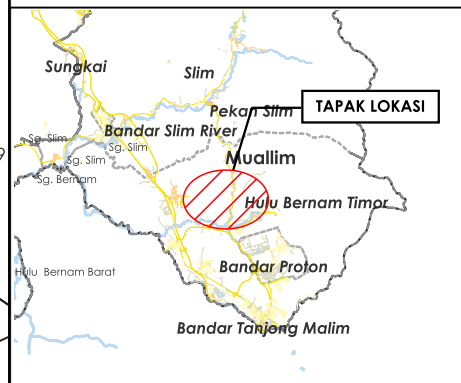 Sungkai
Slim
TAPAK LOKASI
Pekan Slim
Bandar Slim River
Sg. Slim
Sg. Slim
Muallim
Sg. Slim
Sg. Bernam
Hulu Bernam Timor
Hulu Bernam Barat
Bandar Proton
Bandar Tanjong Malim